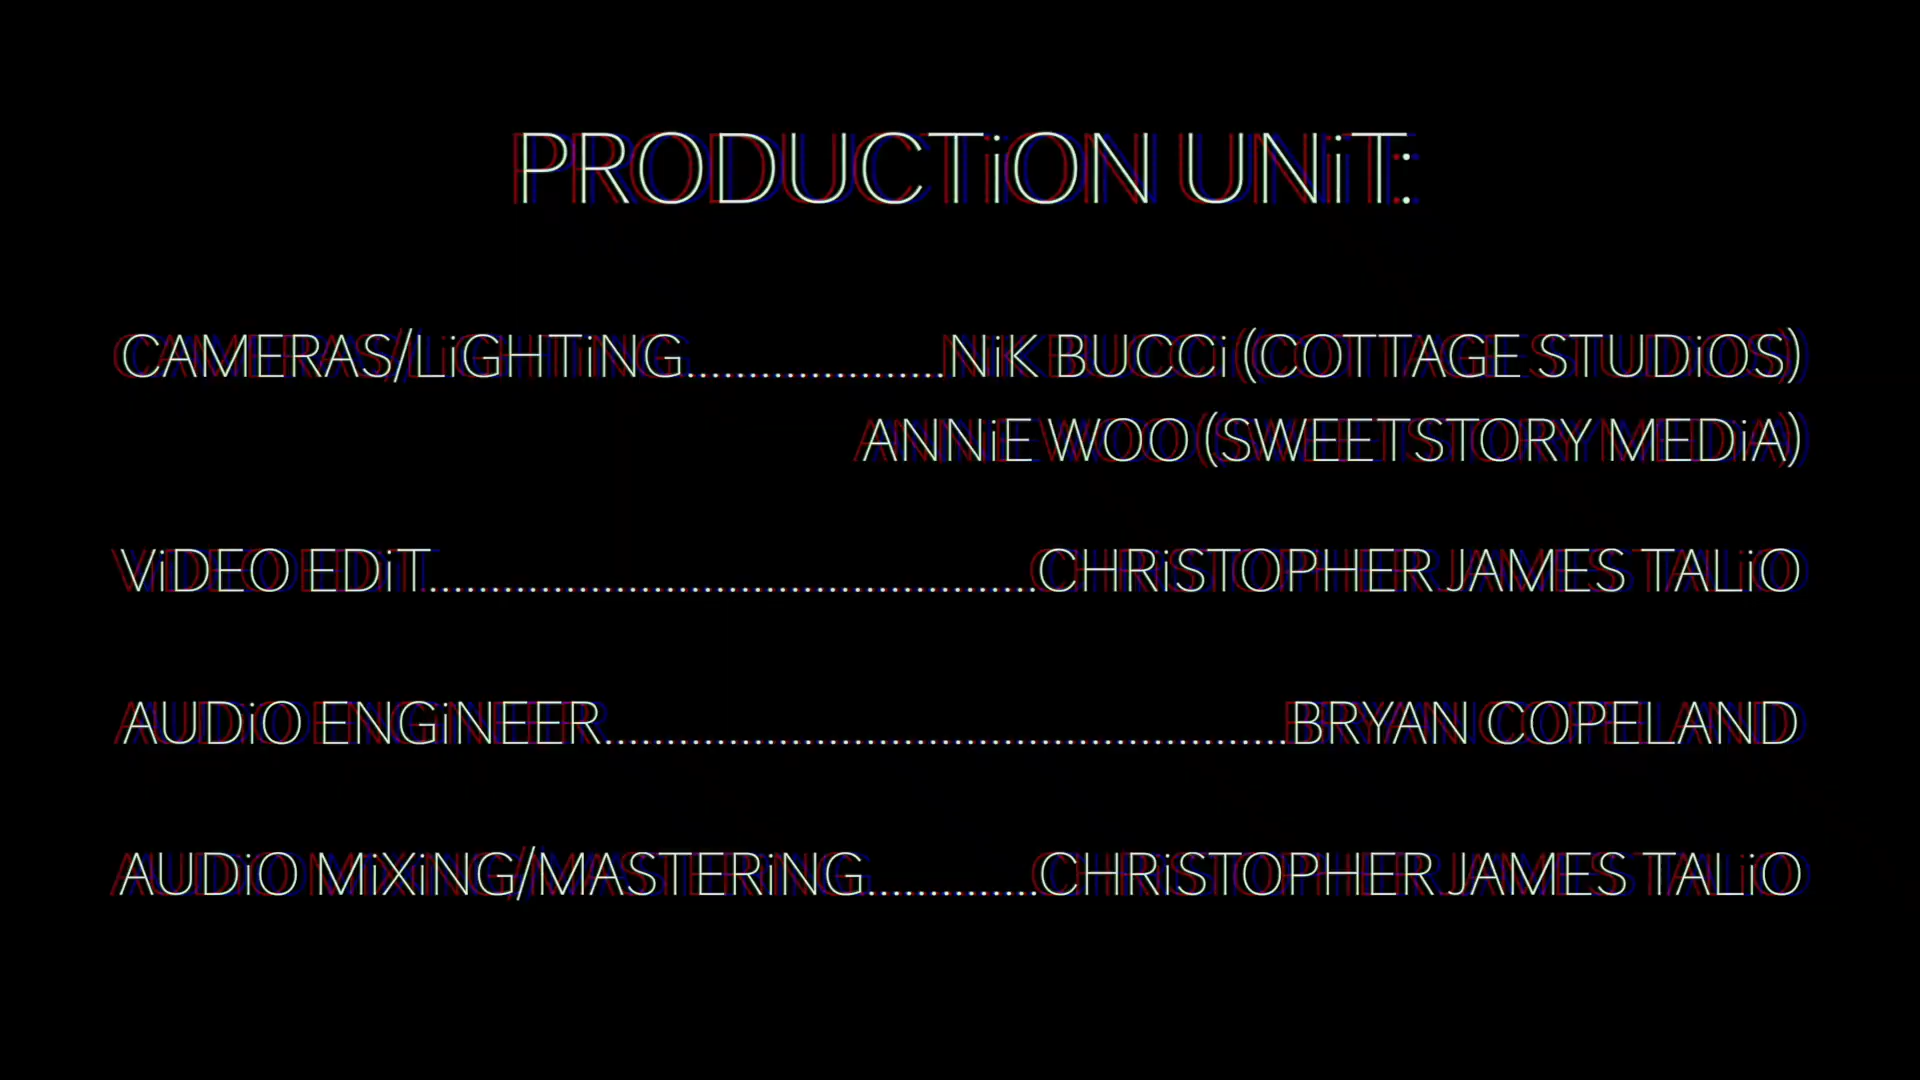 PRODUCTiON UNiT:
CAMERAS/LiGHTiNG.....................NiK BUCCi (COTTAGE STUDiOS)
ANNiE WOO (SWEETSTORY MEDiA)
ViDEO EDiT.................................................CHRiSTOPHER JAMES TALiO
AUDiO ENGiNEER.......................................................BRYAN COPELAND
AUDiO MiXiNG/MASTERiNG..............CHRiSTOPHER JAMES TALiO